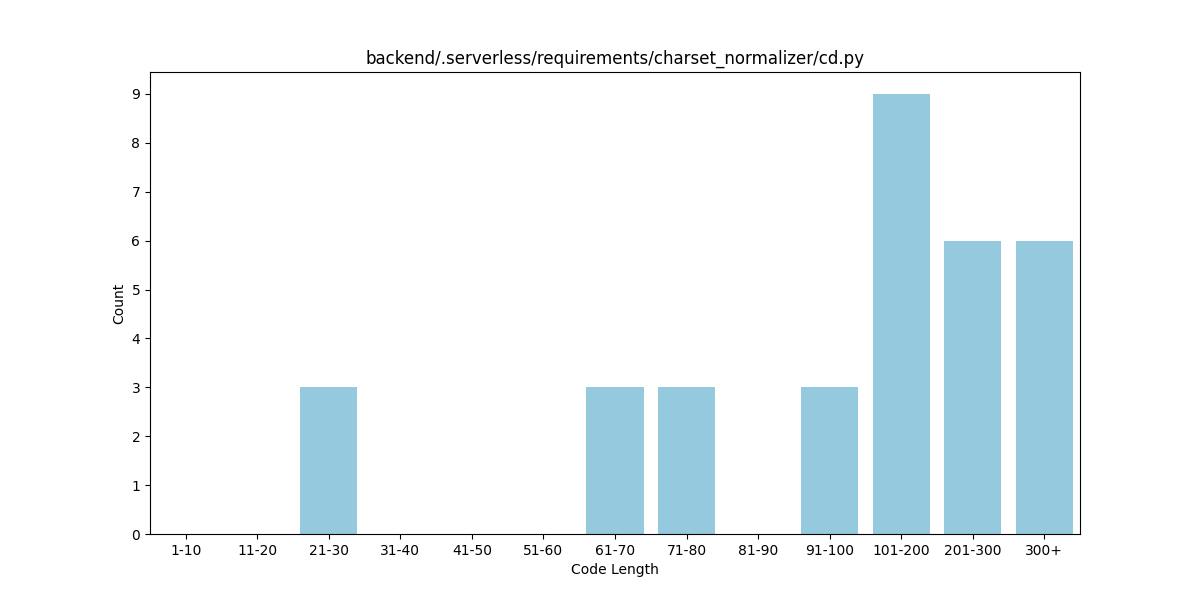 backend/.serverless/requirements/charset_normalizer/cd.py
9
8
7
6
5
4
3
2
1
0
Count
1-10 11-20 21-30 31-40 41-50 51-60 61-70 71-80 81-90 91-100 101-200 201-300 300+
Code Length